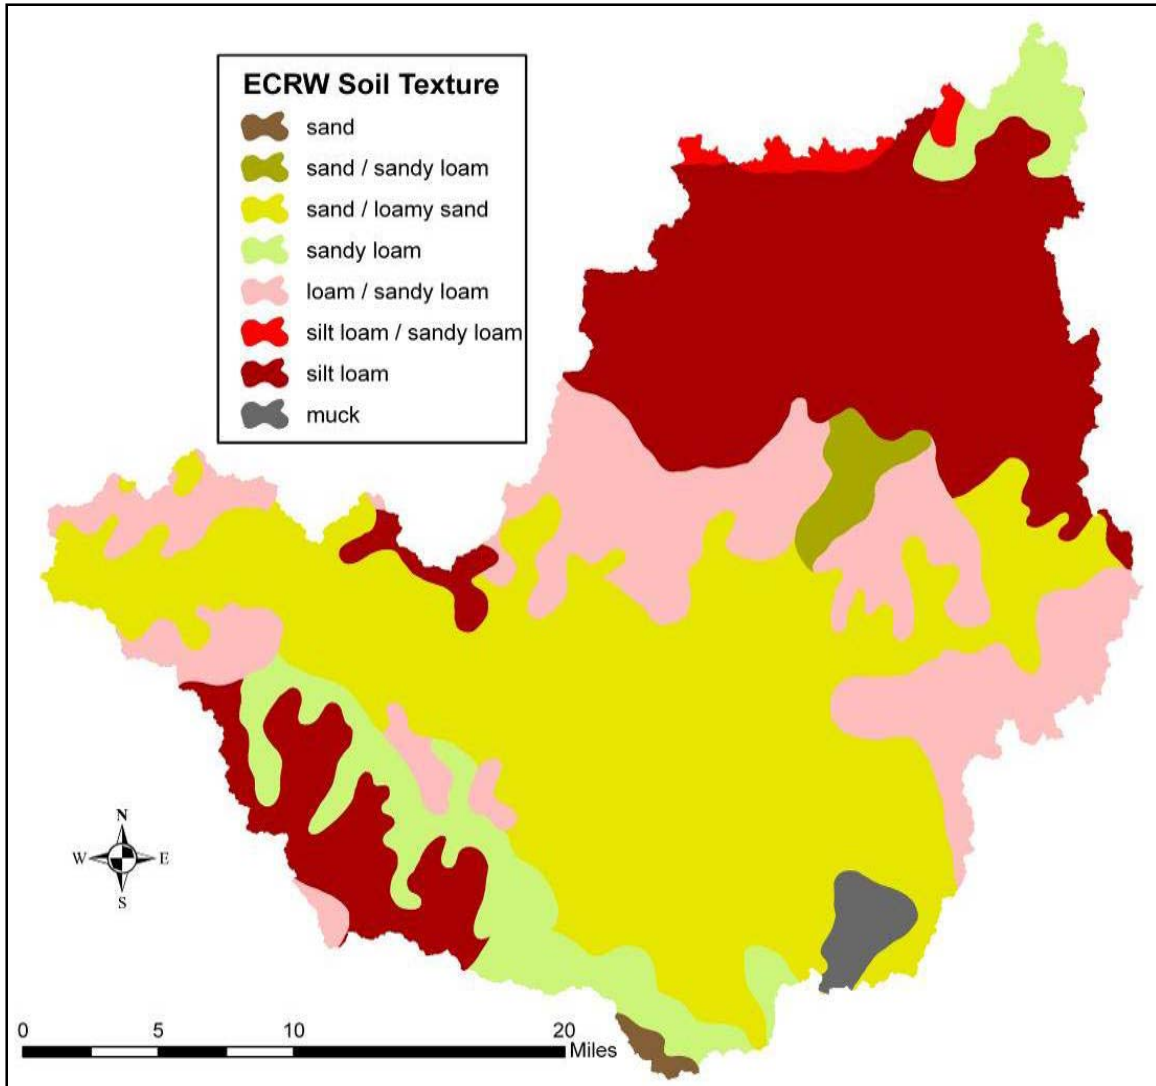 ECRW Soil Texture
sand
sand / sandy loam
sand / loamy sand
sandy loam
loam / sandy loam
silt loam / sandy loam
silt loam
muck
N
W E
S
0 5 10 20
Miles